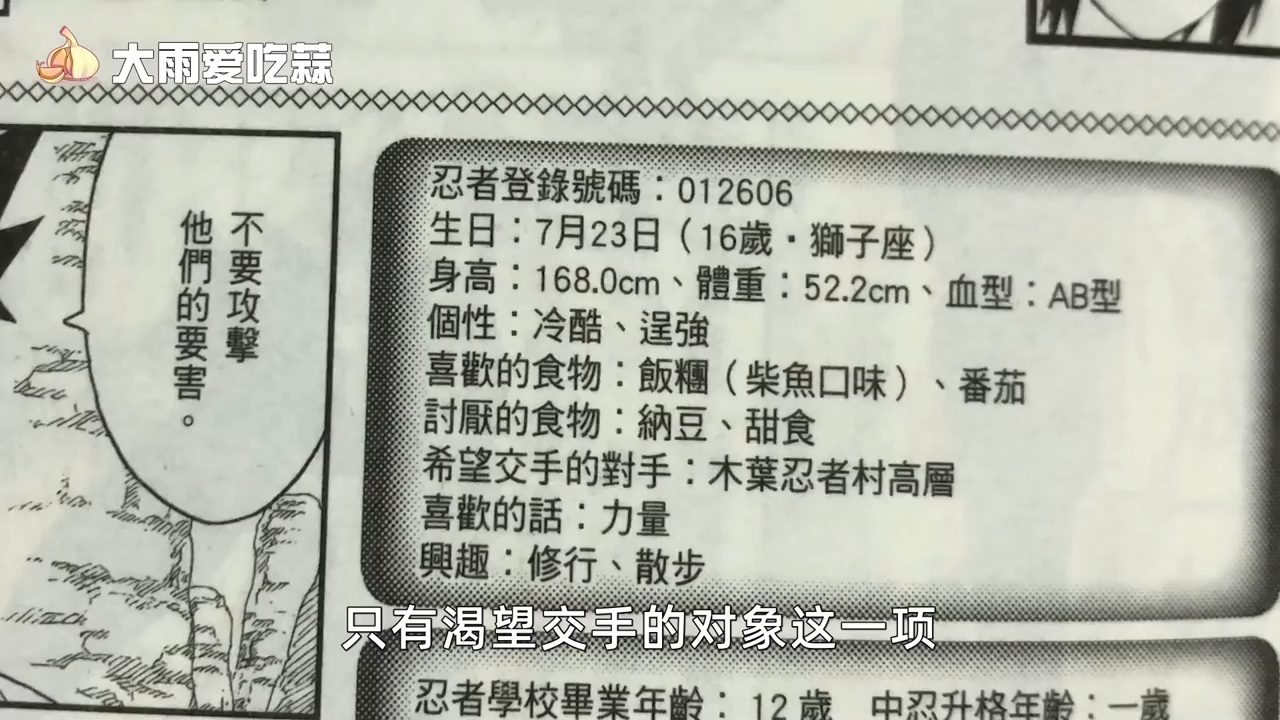 大雨爱吃蒜
不要攻擊
他們的要害。
忍者登錄號碼：012606
生日：7月23日（16歲·獅子座）
身高：168.0cm、體重：52.2cm、血型：AB型
個性：冷酷、逞強
喜歡的食物：飯糰（柴魚口味）、番茄
討厭的食物：納豆、甜食
希望交手的對手：木葉忍者村高層
喜歡的話：力量
興趣：修行、散步
只有渴望交手的对象这一项
忍者學校畢業年齡：12歲　中忍升格年齡：一歲